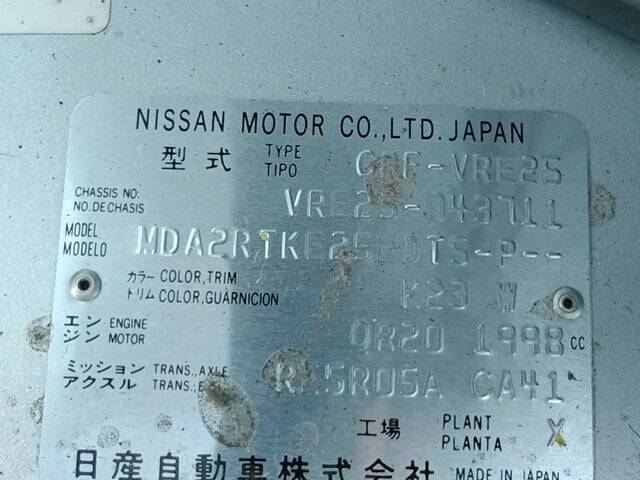 NISSAN MOTOR CO.,LTD. JAPAN
型式 TYPE TIPO CBF-VRE25
CHASSIS NO. NO. DE CHASIS VRE25-043711
MODEL MODELO
カラー COLOR,TRIM
トリム COLOR,GUARNICION K23 W
エンジン ENGINE MOTOR QR20 1998 CC
ミッション TRANS.,AXLE
アクスル RE5R05A CA41
工場 PLANT PLANTA X
日産自動車株式会社 MADE IN JAPAN